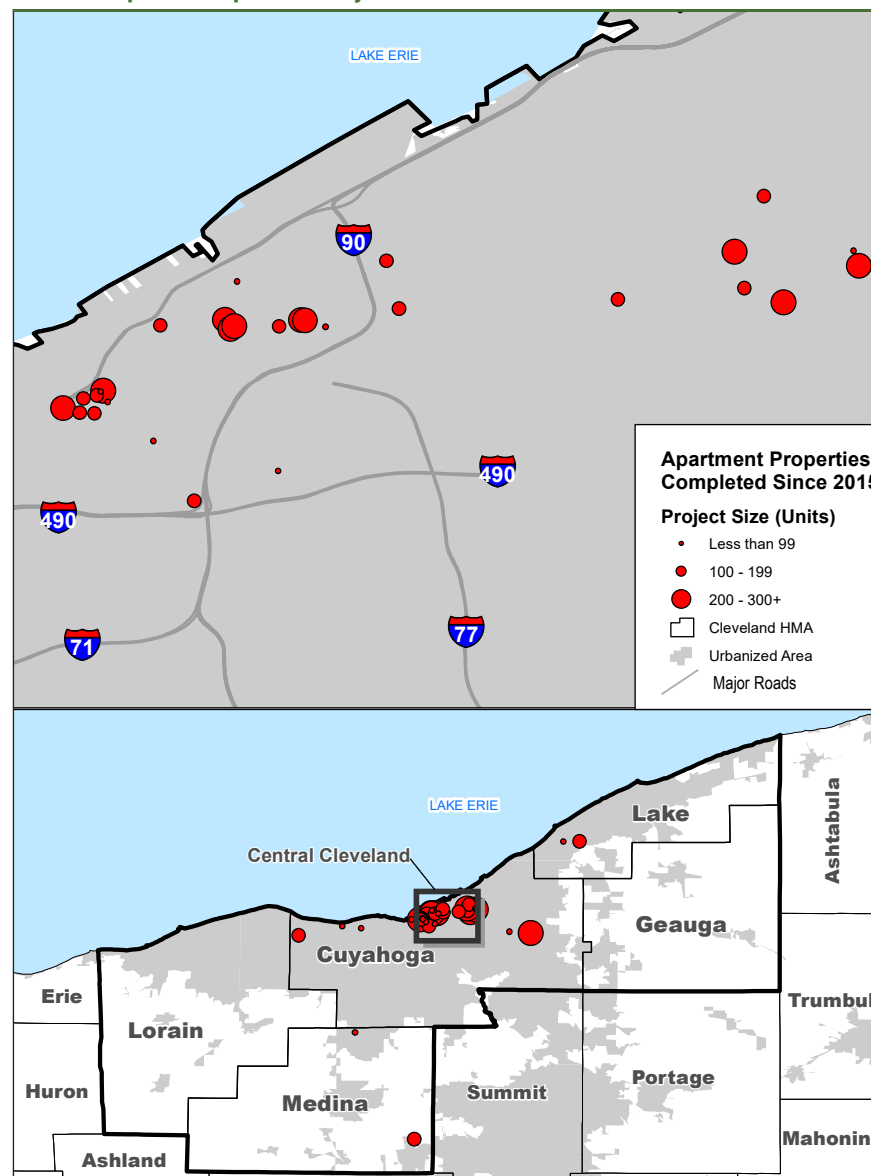 LAKE ERIE
90
490
490
71
77
Apartment Properties
Completed Since 2015
Project Size (Units)
Less than 99
100 - 199
200 - 300+
Cleveland HMA
Urbanized Area
Major Roads
LAKE ERIE
Lake
Ashtabula
Central Cleveland
Geauga
Cuyahoga
Erie
Lorain
Trumbul
Huron
Medina
Summit
Portage
Mahonin
Ashland